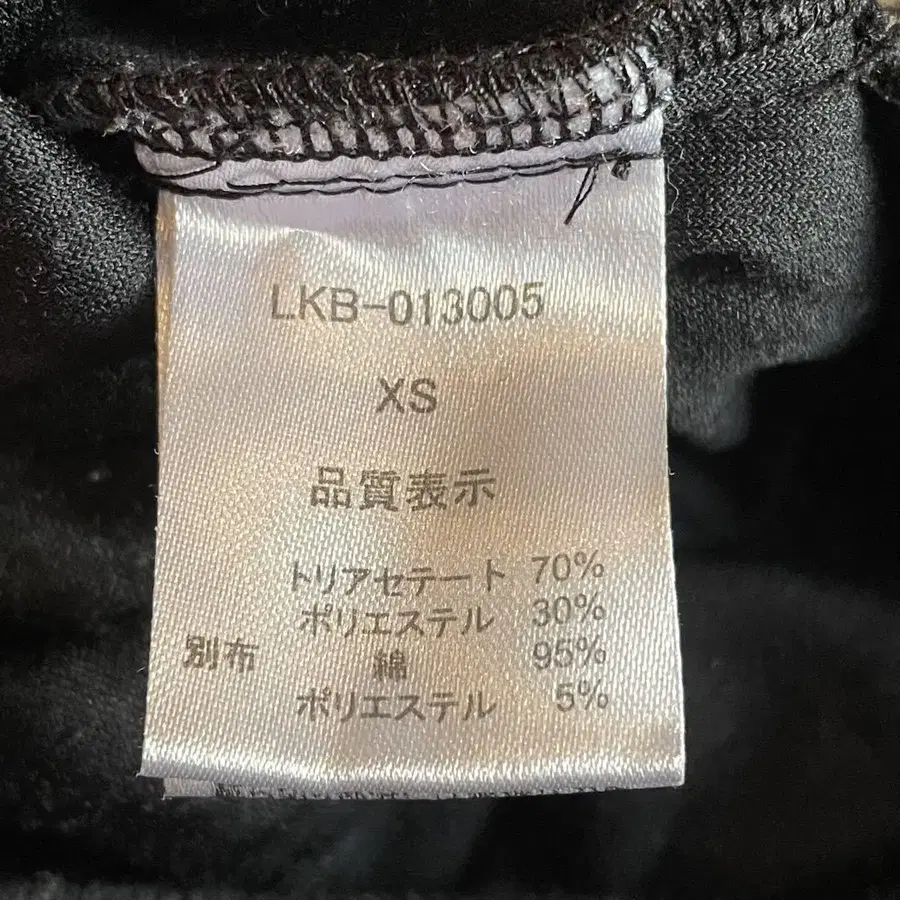 LKB-013005
XS
品質表示
トリアセテート 70%
ポリエステル 30%
別布 綿 95%
ポリエステル 5%